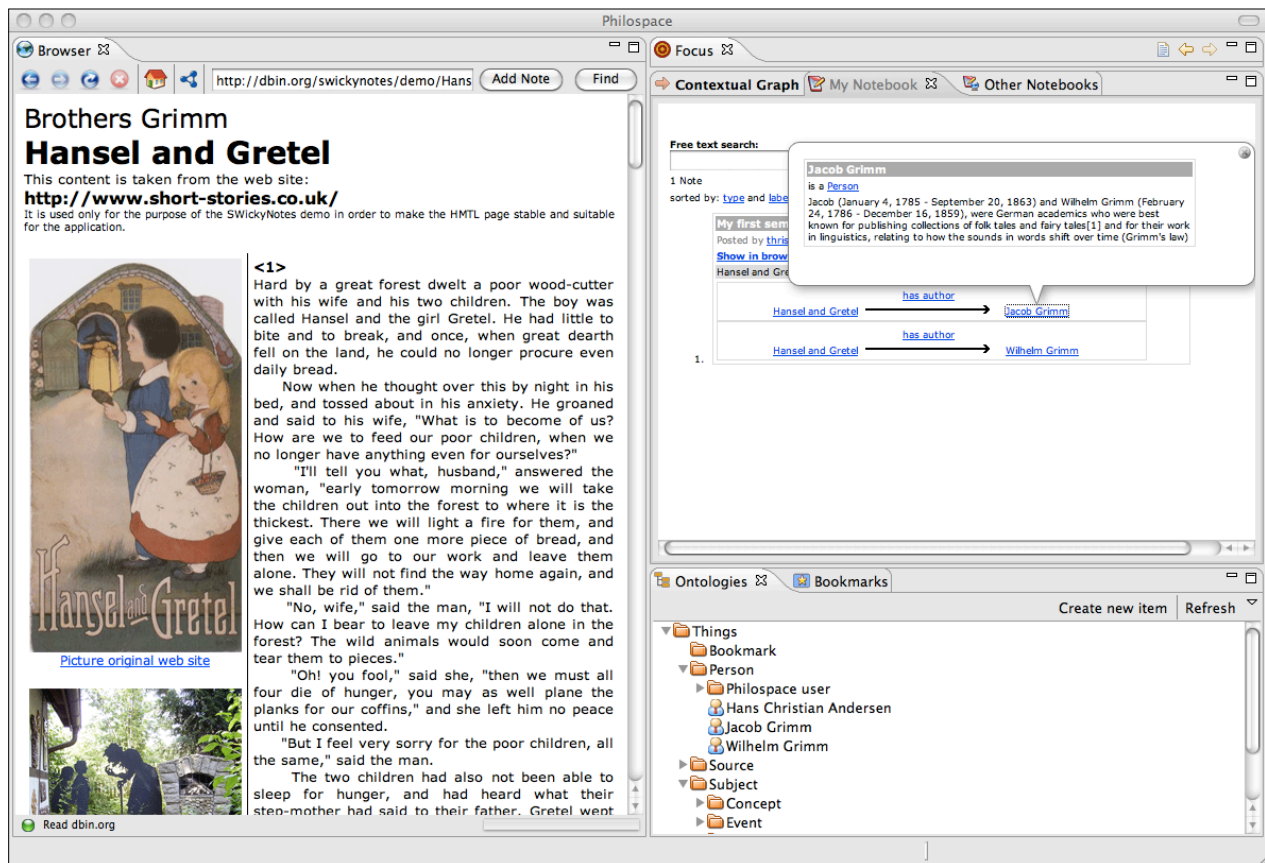 Philospace
Browser
http://dbin.org/swickynotes/demo/Hans
Add Note
Find
Brothers Grimm
Hansel and Gretel
This content is taken from the web site:
http://www.short-stories.co.uk/
It is used only for the purpose of the SWickyNotes demo in order to make the HMTL page stable and suitable
for the application.
Hansel and Gretel
Picture original web site
<1>
Hard by a great forest dwelt a poor wood-cutter
with his wife and his two children. The boy was
called Hansel and the girl Gretel. He had little to
bite and to break, and once, when great dearth
fell on the land, he could no longer procure even
daily bread.
Now when he thought over this by night in his
bed, and tossed about in his anxiety. He groaned
and said to his wife, "What is to become of us?
How are we to feed our poor children, when we
no longer have anything even for ourselves?"
"I'll tell you what, husband," answered the
woman, "early tomorrow morning we will take
the children out into the forest to where it is the
thickest. There we will light a fire for them, and
give each of them one more piece of bread, and
then we will go to our work and leave them
alone. They will not find the way home again, and
we shall be rid of them."
"No, wife," said the man, "I will not do that.
How can I bear to leave my children alone in the
forest? The wild animals would soon come and
tear them to pieces."
"Oh! you fool," said she, "then we must all
four die of hunger, you may as well plane the
planks for our coffins," and she left him no peace
until he consented.
"But I feel very sorry for the poor children, all
the same," said the man.
The two children had also not been able to
sleep for hunger, and had heard what their
step-mother had said to their father. Gretel went
Read dbin.org
Focus
Contextual Graph
My Notebook
Other Notebooks
Free text search:
1 Note
sorted by: type and labe
My first sem
Posted by thris
Show in brow
Hansel and Gre
Jacob Grimm
is a Person
Jacob (January 4, 1785 - September 20, 1863) and Wilhelm Grimm (February
24, 1786 - December 16, 1859), were German academics who were best
known for publishing collections of folk tales and fairy tales[1] and for their work
in linguistics, relating to how the sounds in words shift over time (Grimm's law)
has author
Hansel and Gretel
Jacob Grimm
has author
1.
Hansel and Gretel
Wilhelm Grimm
Ontologies
Bookmarks
Create new item
Refresh
Things
Bookmark
Person
Philospace user
Hans Christian Andersen
Jacob Grimm
Wilhelm Grimm
Source
Subject
Concept
Event